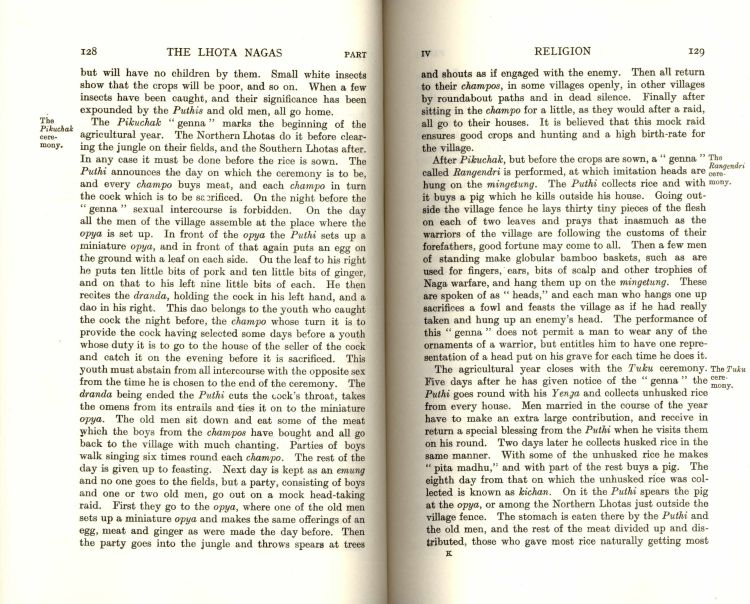 128 THE LHOTA NAGAS PART
but will have no children by them. Small white insects
show that the crops will be poor, and so on. When a few
insects have been caught, and their significance has been
expounded by the Puthis and old men, all go home.
The Pikuchak cere-mony.
The Pikuchak “ genna ” marks the beginning of the
agricultural year. The Northern Lhotas do it before clear-
ing the jungle on their fields, and the Southern Lhotas after.
In any case it must be done before the rice is sown. The
Puthi announces the day on which the ceremony is to be,
and every champo buys meat, and each champo in turn
the cock which is to be sacrificed. On the night before the
“ genna ” sexual intercourse is forbidden. On the day
all the men of the village assemble at the place where the
opya is set up. In front of the opya the Puthi sets up a
miniature opya, and in front of that again puts an egg on
the ground with a leaf on each side. On the leaf to his right
he puts ten little bits of pork and ten little bits of ginger,
and on that to his left nine little bits of each. He then
recites the dranda, holding the cock in his left hand, and a
dao in his right. This dao belongs to the youth who caught
the cock the night before, the champo whose turn it is to
provide the cock having selected some days before a youth
whose duty it is to go to the house of the seller of the cock
and catch it on the evening before it is sacrificed. This
youth must abstain from all intercourse with the opposite sex
from the time he is chosen to the end of the ceremony. The
dranda being ended the Puthi cuts the cock's throat, takes
the omens from its entrails and ties it on to the miniature
opya. The old men sit down and eat some of the meat
which the boys from the champos have bought and all go
back to the village with much chanting. Parties of boys
walk singing six times round each champo. The rest of the
day is given up to feasting. Next day is kept as an emung
and no one goes to the fields, but a party, consisting of boys
and one or two old men, go out on a mock head-taking
raid. First they go to the opya, where one of the old men
sets up a miniature opya and makes the same offerings of an
egg, meat and ginger as were made the day before. Then
the party goes into the jungle and throws spears at trees
IV RELIGION 129
and shouts as if engaged with the enemy. Then all return
to their champos, in some villages openly, in other villages
by roundabout paths and in dead silence. Finally after
sitting in the champo for a little, as they would after a raid,
all go to their houses. It is believed that this mock raid
ensures good crops and hunting and a high birth-rate for
the village.
After Pikuchak, but before the crops are sown, a “ genna ”
called Rangendri is performed, at which imitation heads are
hung on the mingetung. The Puthi collects rice and with
The Rangendri cere-mony.
it buys a pig which he kills outside his house. Going out-
side the village fence he lays thirty tiny pieces of the flesh
on each of two leaves and prays that inasmuch as the
warriors of the village are following the customs of their
forefathers, good fortune may come to all. Then a few men
of standing make globular bamboo baskets, such as are
used for fingers, ears, bits of scalp and other trophies of
Naga warfare, and hang them up on the mingetung. These
are spoken of as “ heads,” and each man who hangs one up
sacrifices a fowl and feasts the village as if he had really
taken and hung up an enemy's head. The performance of
this “ genna ” does not permit a man to wear any of the
ornaments of a warrior, but entitles him to have one repre-
sentation of a head put on his grave for each time he does it.
The agricultural year closes with the Tuku ceremony.
The Tuku cere-mony.
Five days after he has given notice of the “ genna ” the
Puthi goes round with his Yenga and collects unhusked rice
from every house. Men married in the course of the year
have to make an extra large contribution, and receive in
return a special blessing from the Puthi when he visits them
on his round. Two days later he collects husked rice in the
same manner. With some of the unhusked rice he makes
“ pita madhu,” and with part of the rest buys a pig. The
eighth day from that on which the unhusked rice was col-
lected is known as kichan. On it the Puthi spears the pig
at the opya, or among the Northern Lhotas just outside the
village fence. The stomach is eaten there by the Puthi and
the old men, and the rest of the meat divided up and dis-
tributed, those who gave most rice naturally getting most
K